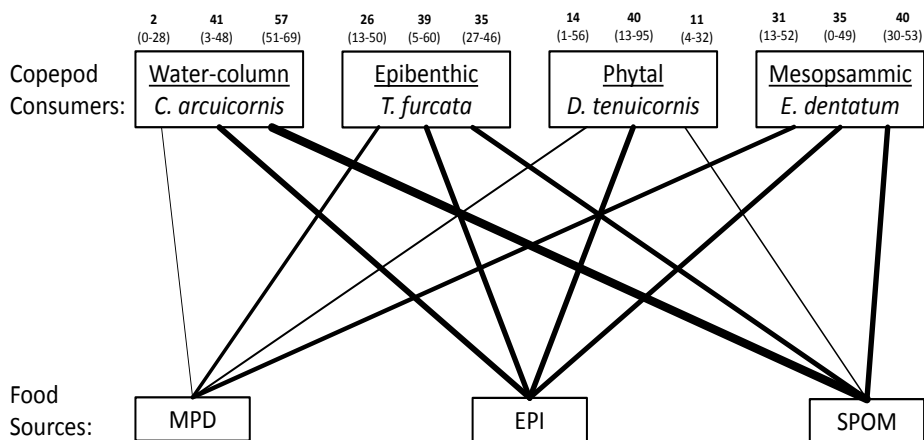 2 41 57 26 39 35 14 40 11 31 35 40
(0-28) (3-48) (51-69) (13-50) (5-60) (27-46) (1-56) (13-95) (4-32) (13-52) (0-49) (30-53)
Copepod Water-column Epibenthic Phytal Mesopsammic
Consumers: C. arcuicornis T. furcata D. tenuicornis E. dentatum
Food
Sources: MPD EPI SPOM